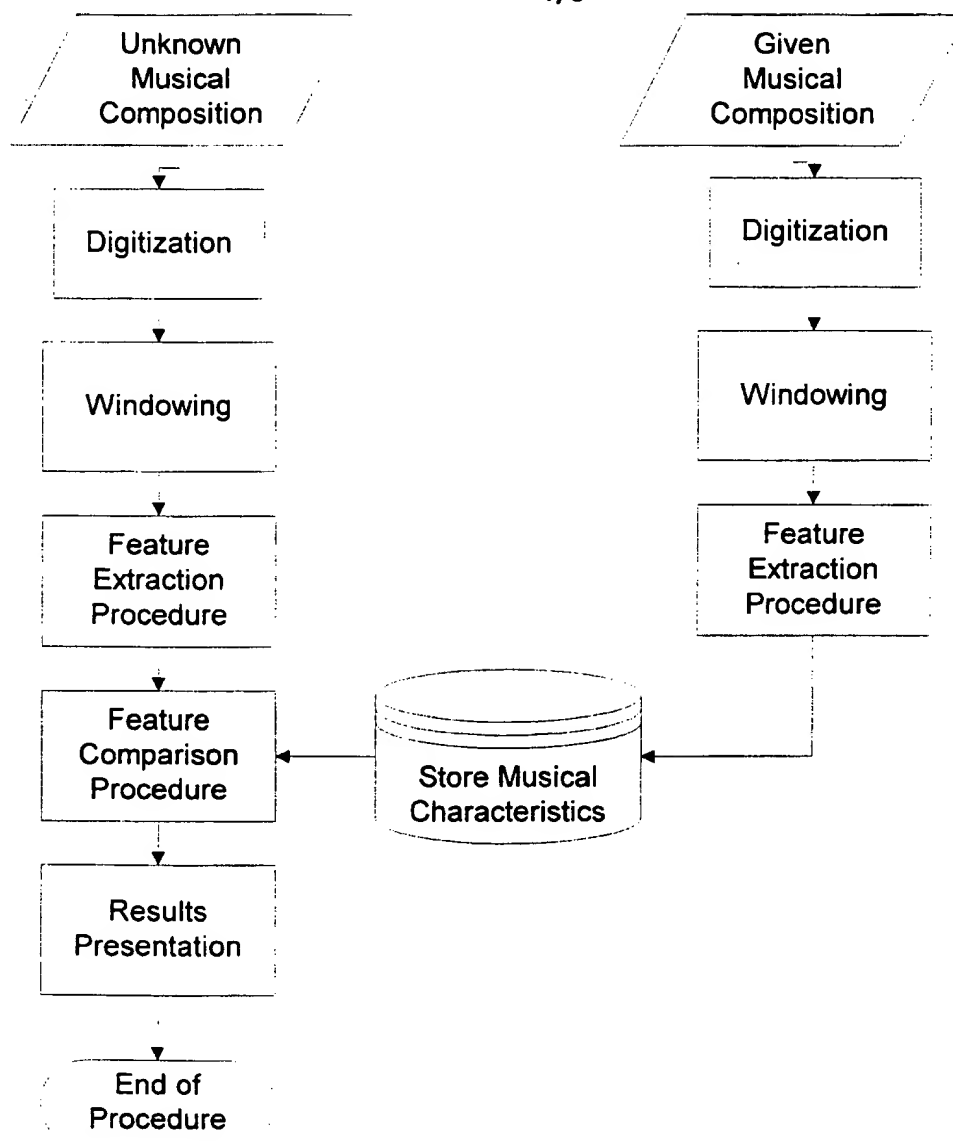 Unknown
Musical
Composition
Digitization
Windowing
Feature
Extraction
Procedure
Feature
Comparison
Procedure
Results
Presentation
End of
Procedure
Given
Musical
Composition
Digitization
Windowing
Feature
Extraction
Procedure
Store Musical
Characteristics